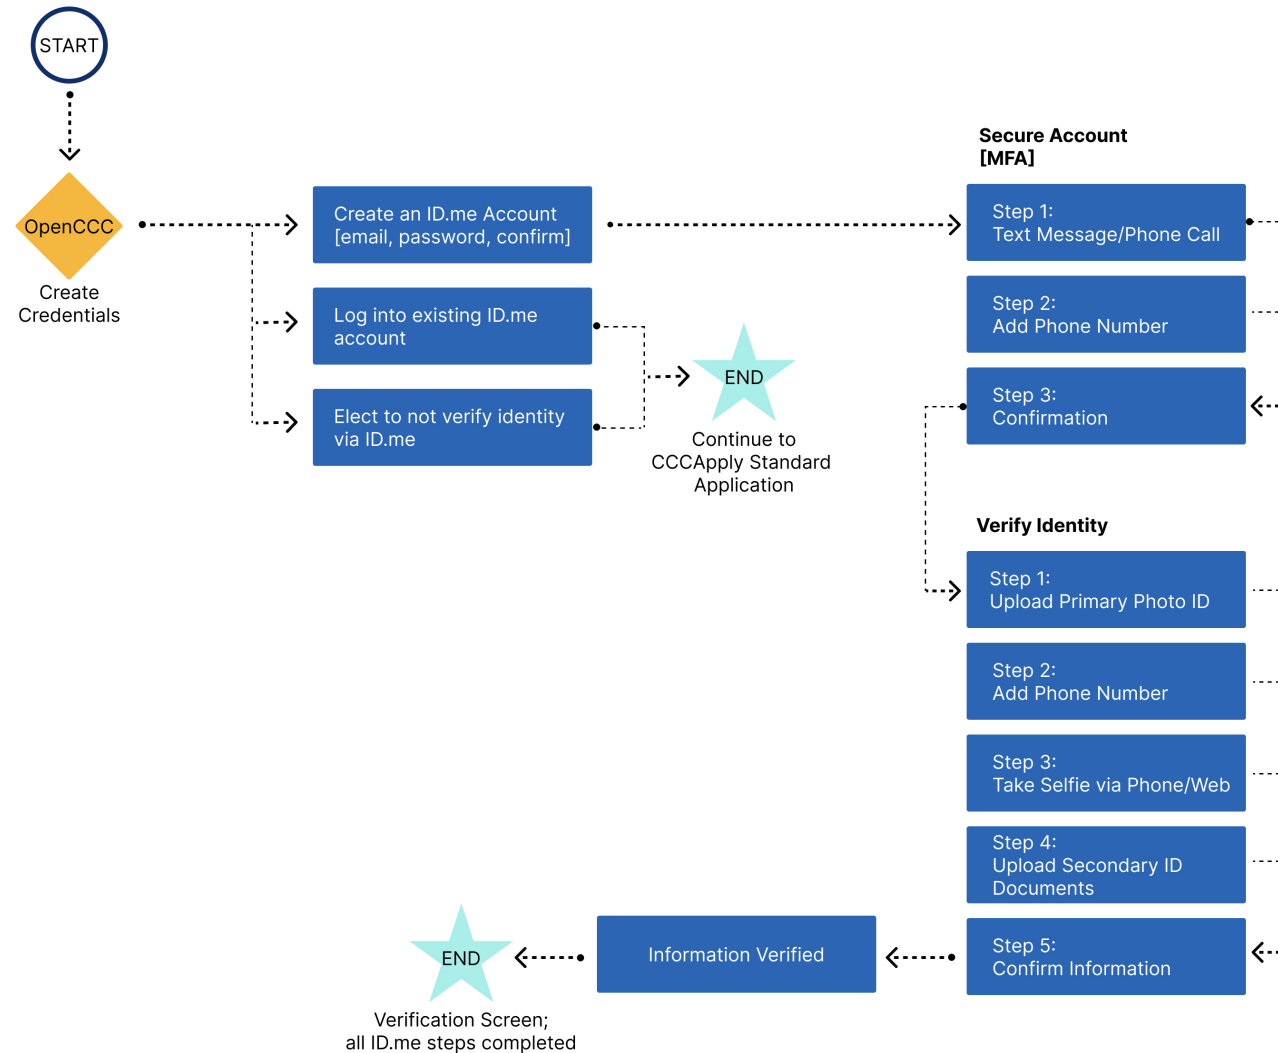 START
OpenCCC
Create
Credentials
Create an ID.me Account
[email, password, confirm]
Log into existing ID.me
account
Elect to not verify identity
via ID.me
END
Continue to
CCCApply Standard
Application
Secure Account
[MFA]
Step 1:
Text Message/Phone Call
Step 2:
Add Phone Number
Step 3:
Confirmation
Verify Identity
Step 1:
Upload Primary Photo ID
Step 2:
Add Phone Number
Step 3:
Take Selfie via Phone/Web
Step 4:
Upload Secondary ID
Documents
Step 5:
Confirm Information
Information Verified
END
Verification Screen;
all ID.me steps completed